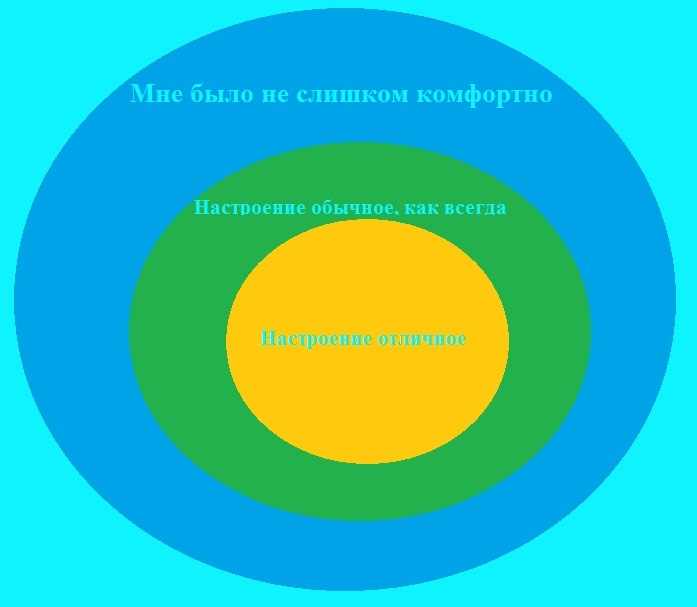 Мне было не слишком комфортно
Настроение обычное, как всегда
Настроение отличное